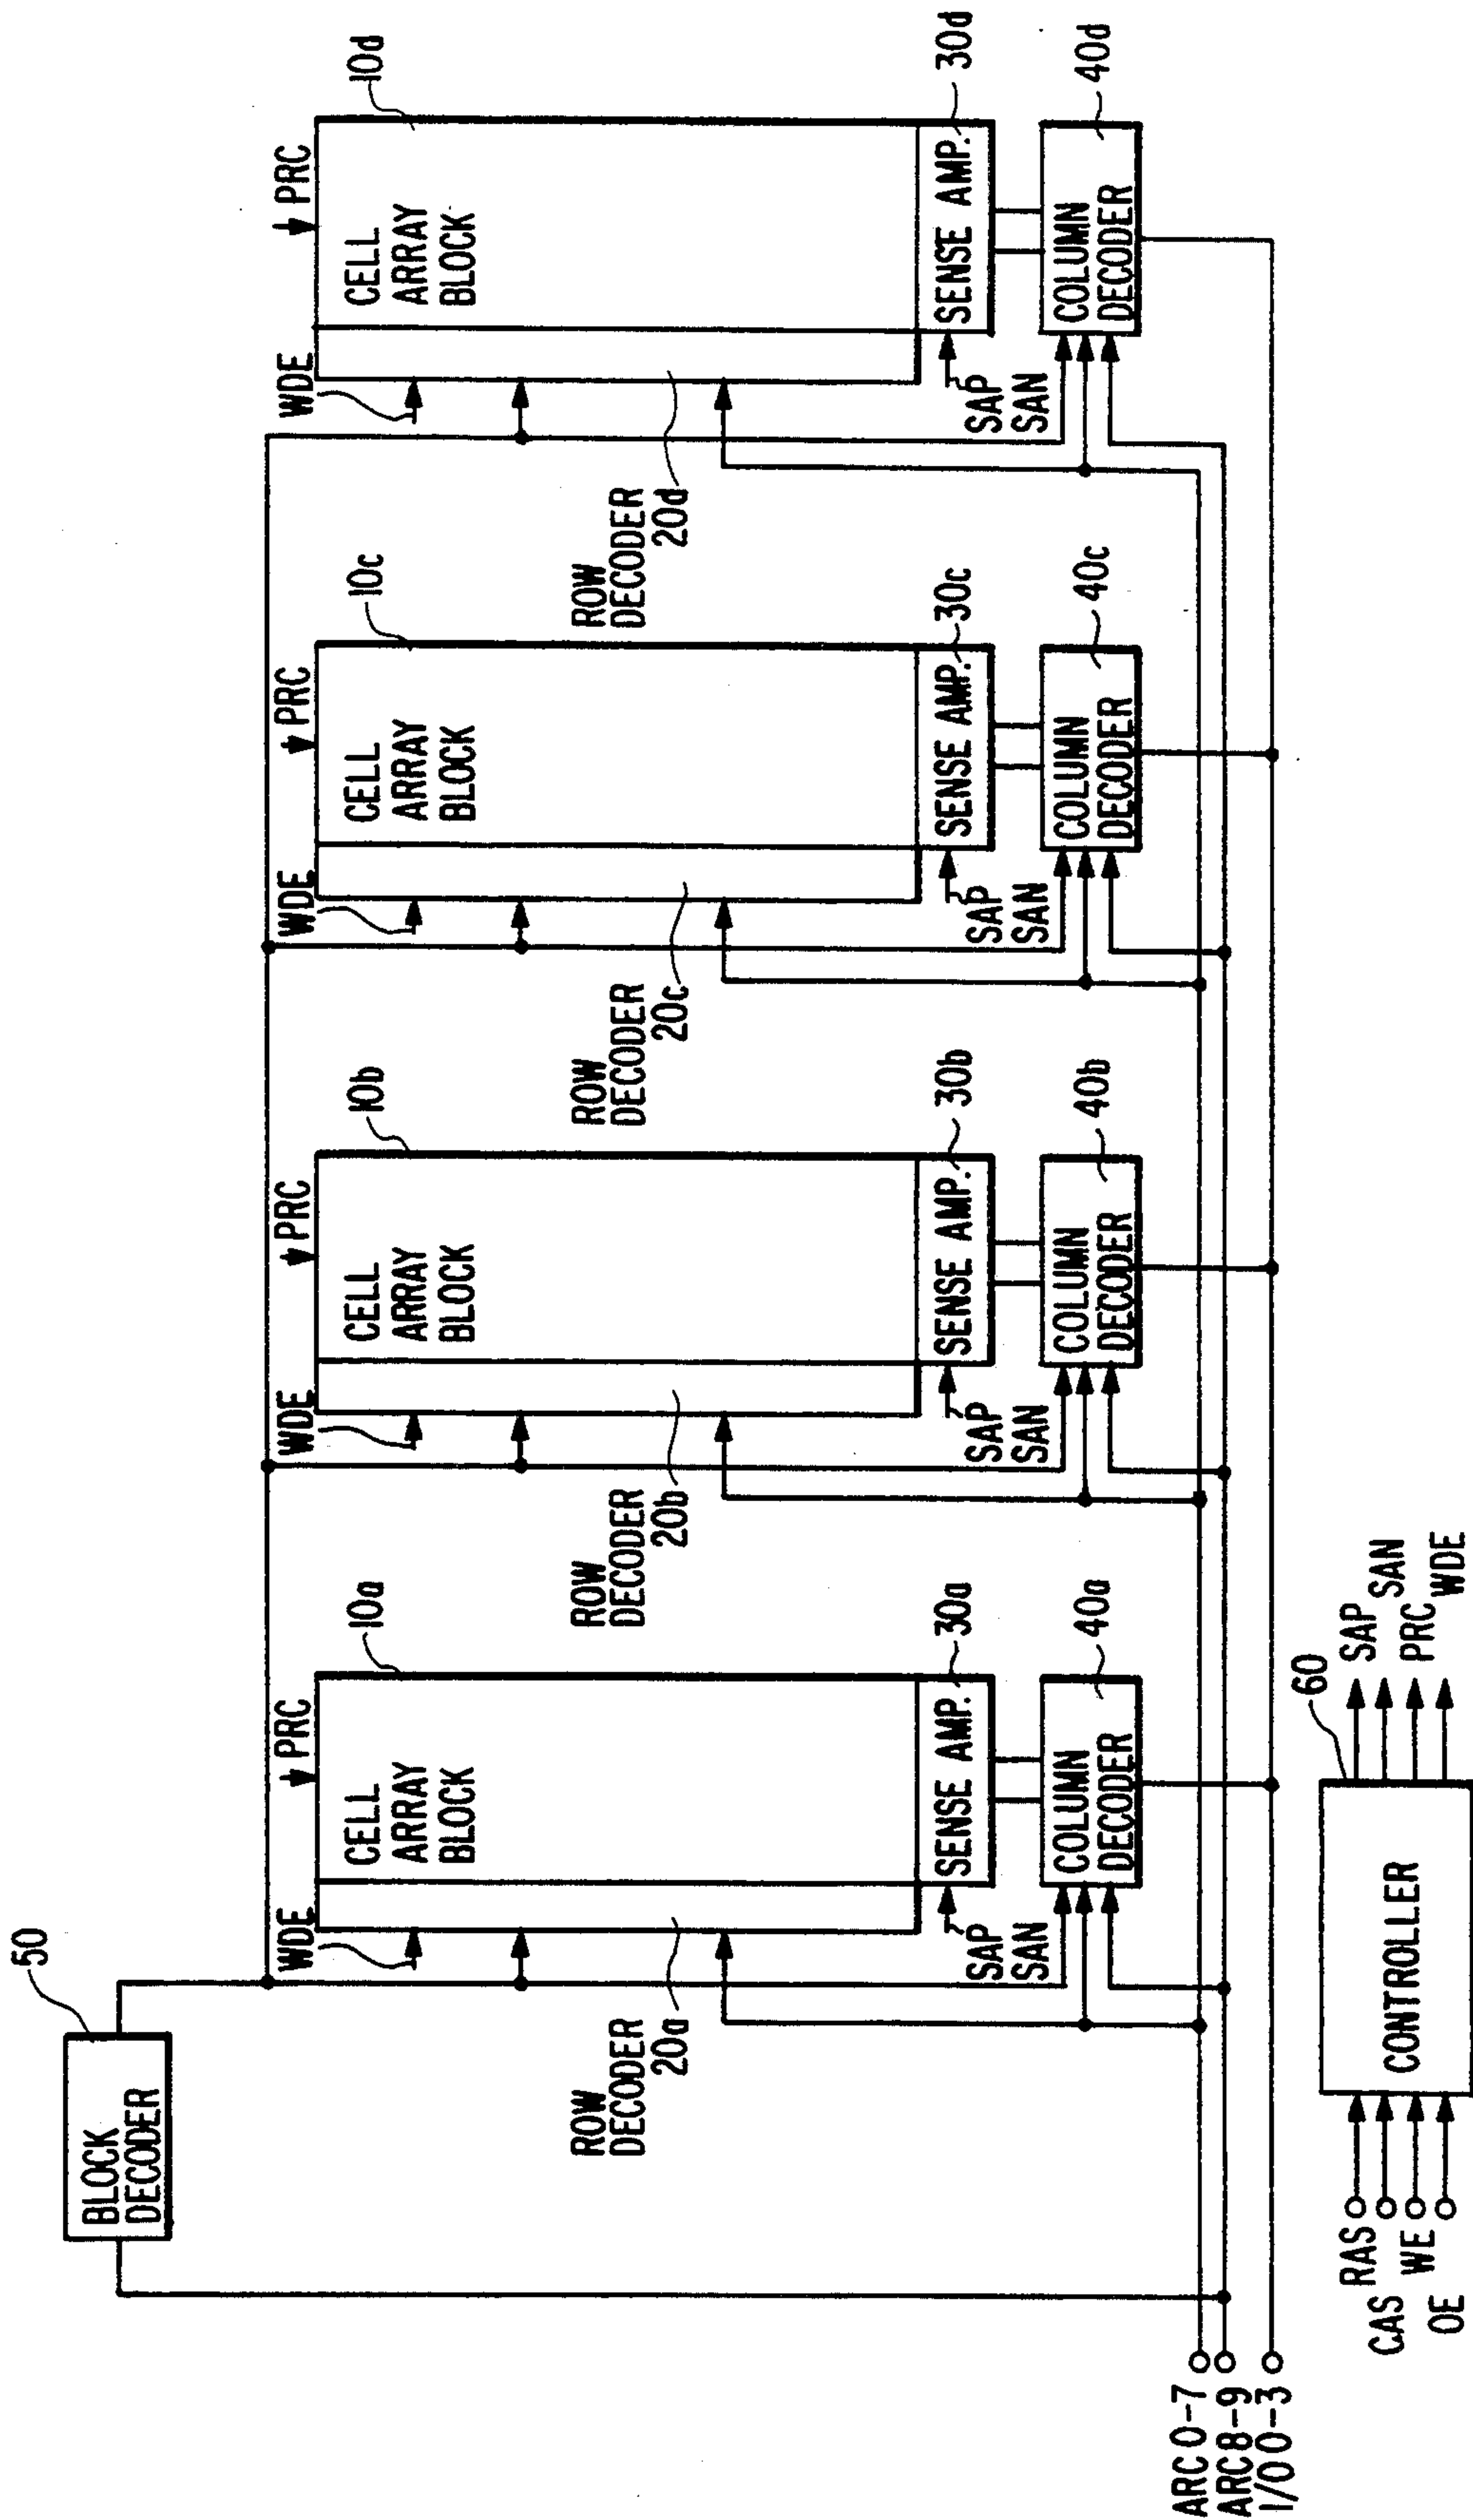 50
BLOCK
DECODER
WDE
PRC
10a
CELL
ARRAY
BLOCK
ROW
DECODER
20a
SENSE AMP.
30a
SAP
SAN
COLUMN
DECODER
40a
WDE
PRC
10b
CELL
ARRAY
BLOCK
ROW
DECODER
20b
SENSE AMP.
30b
SAP
SAN
COLUMN
DECODER
40b
WDE
PRC
10c
CELL
ARRAY
BLOCK
ROW
DECODER
20c
SENSE AMP.
30c
SAP
SAN
COLUMN
DECODER
40c
WDE
PRC
10d
CELL
ARRAY
BLOCK
ROW
DECODER
20d
SENSE AMP.
30d
SAP
SAN
COLUMN
DECODER
40d
ARC 0-7
ARC8-9
I/O 0-3
RAS
CAS
WE
OE
CONTROLLER
60
SAP
SAN
PRC
WDE